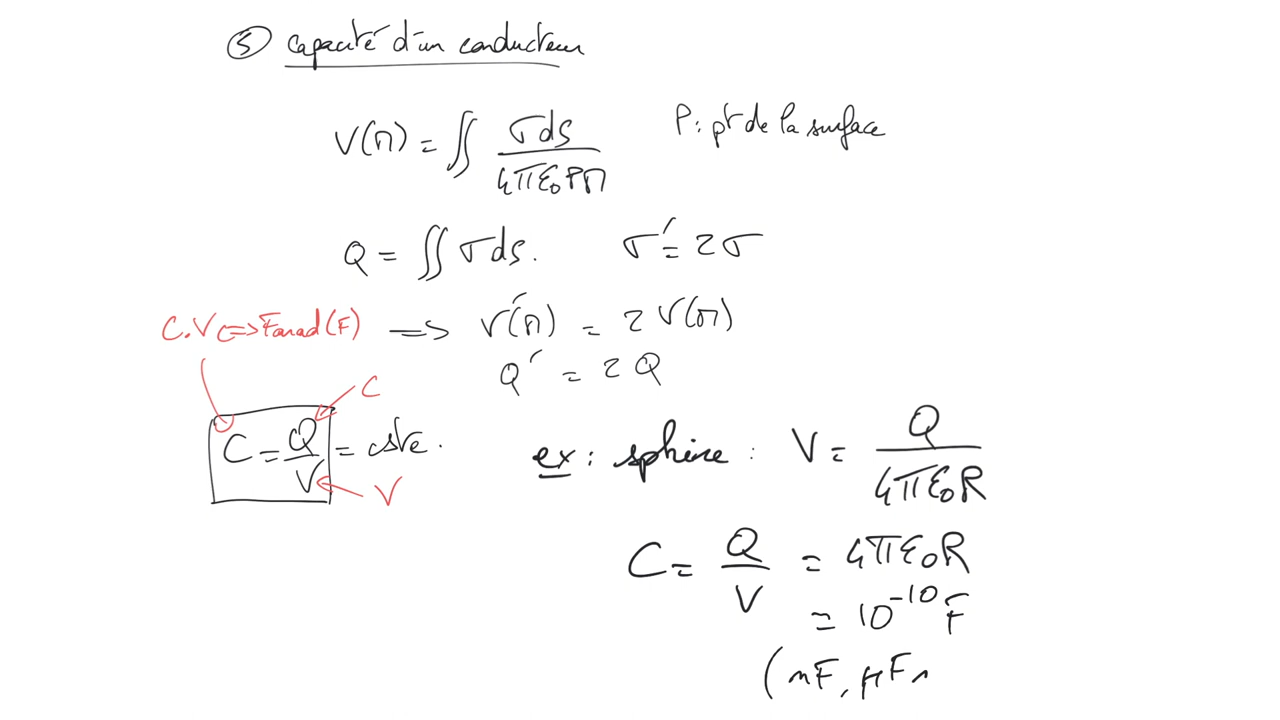 ⑤ capacité d'un conducteur
V(M) = ∬ σds / 4πε₀PM P : pt de la surface
Q = ∬ σds. σ' = 2σ
C.V <=> Farad (F) => V'(M) = 2 V(M)
Q' = 2Q
C
C = Q/V = cste.
V
ex : sphère : V = Q / 4πε₀R
C = Q/V = 4πε₀R
= 10⁻¹⁰ F
(nF, μF